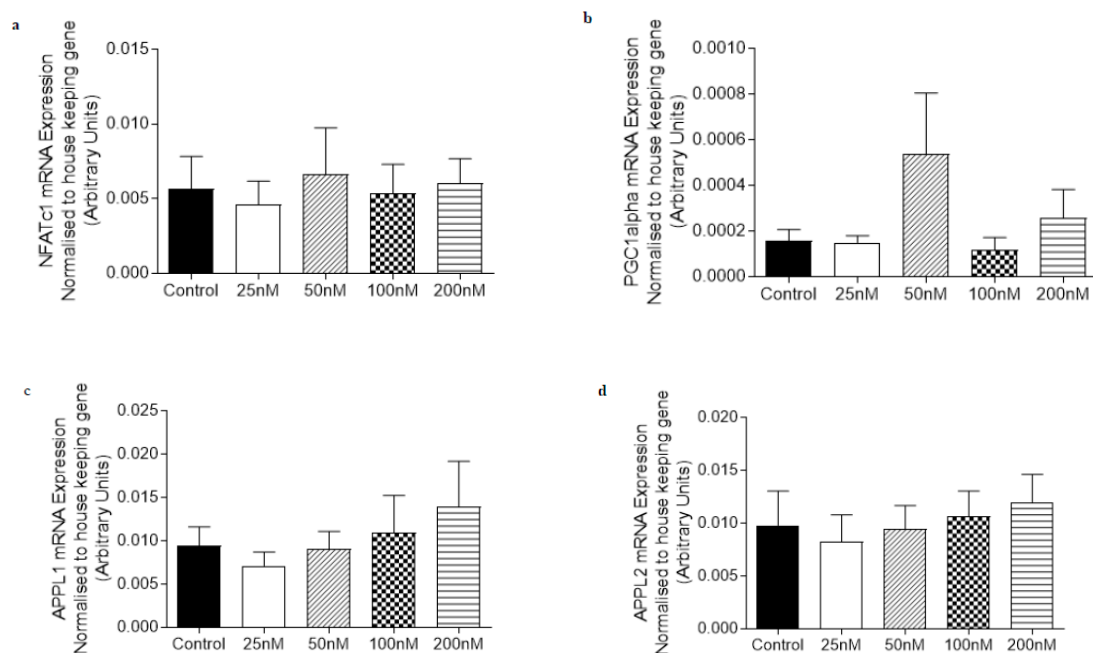 a
NFATc1 mRNA Expression
Normalised to house keeping gene
(Arbitrary Units)
0.015
0.010
0.005
0.000
Control 25nM 50nM 100nM 200nM
b
PGC1alpha mRNA Expression
Normalised to house keeping gene
(Arbitrary Units)
0.0010
0.0008
0.0006
0.0004
0.0002
0.0000
Control 25nM 50nM 100nM 200nM
c
APPL1 mRNA Expression
Normalised to house keeping gene
(Arbitrary Units)
0.025
0.020
0.015
0.010
0.005
0.000
Control 25nM 50nM 100nM 200nM
d
APPL2 mRNA Expression
Normalised to house keeping gene
(Arbitrary Units)
0.020
0.015
0.010
0.005
0.000
Control 25nM 50nM 100nM 200nM